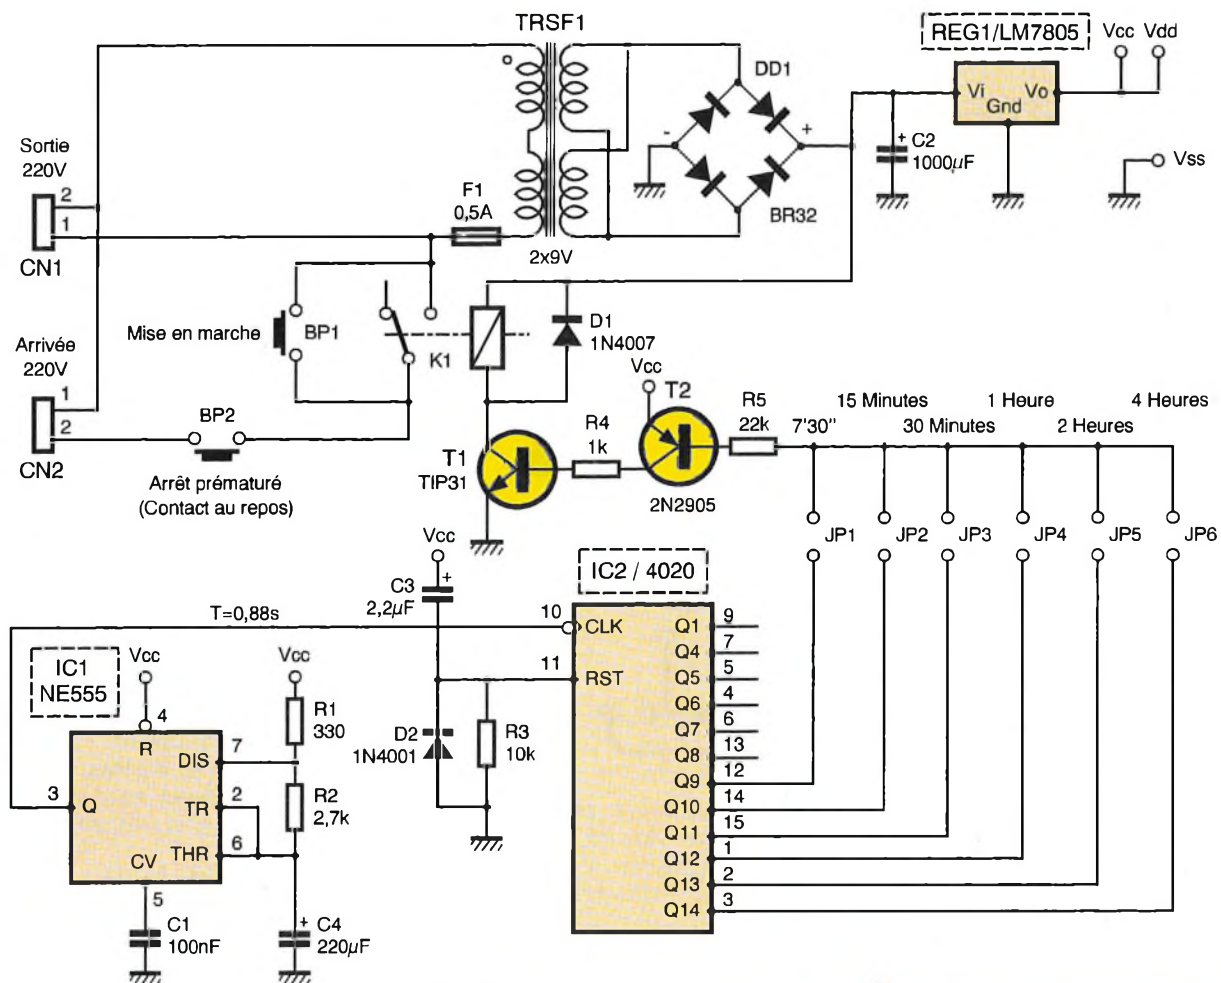 TRSF1
REG1/LM7805
Vcc Vdd
Vi Vo
Gnd
DD1
- +
BR32
+
C2
1000µF
Vss
Sortie
220V
2
1
CN1
F1
0,5A
2x9V
Mise en marche
BP1
K1
D1
1N4007
Arrivée
220V
1
2
CN2
BP2
Arrêt prématuré
(Contact au repos)
Vcc
T2
2N2905
T1
TIP31
R4
1k
R5
22k
7'30"
15 Minutes
30 Minutes
1 Heure
2 Heures
4 Heures
JP1
JP2
JP3
JP4
JP5
JP6
Vcc
C3
2,2µF
+
T=0,88s
IC2 / 4020
10 CLK
11 RST
Q1 9
Q4 7
Q5 5
Q6 4
Q7 6
Q8 13
Q9 12
Q10 14
Q11 15
Q12 1
Q13 2
Q14 3
D2
1N4001
R3
10k
IC1
NE555
Vcc
Vcc
4
R
DIS 7
TR 2
THR 6
3 Q
CV
5
R1
330
R2
2,7k
C1
100nF
+
C4
220µF